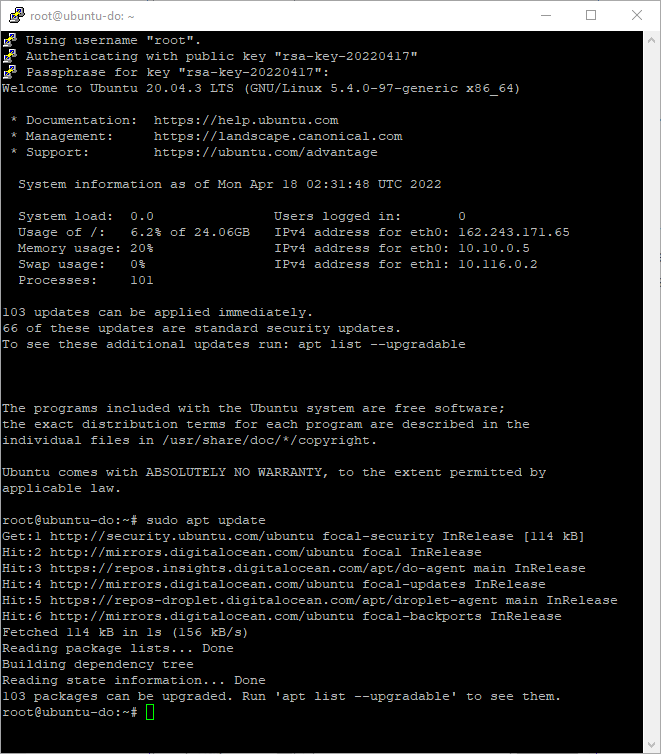 root@ubuntu-do: ~
Using username "root".
Authenticating with public key "rsa-key-20220417"
Passphrase for key "rsa-key-20220417":
Welcome to Ubuntu 20.04.3 LTS (GNU/Linux 5.4.0-97-generic x86_64)
* Documentation:  https://help.ubuntu.com
* Management:     https://landscape.canonical.com
* Support:        https://ubuntu.com/advantage
System information as of Mon Apr 18 02:31:48 UTC 2022
System load:  0.0               Users logged in:       0
Usage of /:   6.2% of 24.06GB   IPv4 address for eth0: 162.243.171.65
Memory usage: 20%               IPv4 address for eth0: 10.10.0.5
Swap usage:   0%                IPv4 address for eth1: 10.116.0.2
Processes:    101
103 updates can be applied immediately.
66 of these updates are standard security updates.
To see these additional updates run: apt list --upgradable
The programs included with the Ubuntu system are free software;
the exact distribution terms for each program are described in the
individual files in /usr/share/doc/*/copyright.
Ubuntu comes with ABSOLUTELY NO WARRANTY, to the extent permitted by
applicable law.
root@ubuntu-do:~# sudo apt update
Get:1 http://security.ubuntu.com/ubuntu focal-security InRelease [114 kB]
Hit:2 http://mirrors.digitalocean.com/ubuntu focal InRelease
Hit:3 https://repos.insights.digitalocean.com/apt/do-agent main InRelease
Hit:4 http://mirrors.digitalocean.com/ubuntu focal-updates InRelease
Hit:5 https://repos-droplet.digitalocean.com/apt/droplet-agent main InRelease
Hit:6 http://mirrors.digitalocean.com/ubuntu focal-backports InRelease
Fetched 114 kB in 1s (156 kB/s)
Reading package lists... Done
Building dependency tree
Reading state information... Done
103 packages can be upgraded. Run 'apt list --upgradable' to see them.
root@ubuntu-do:~#